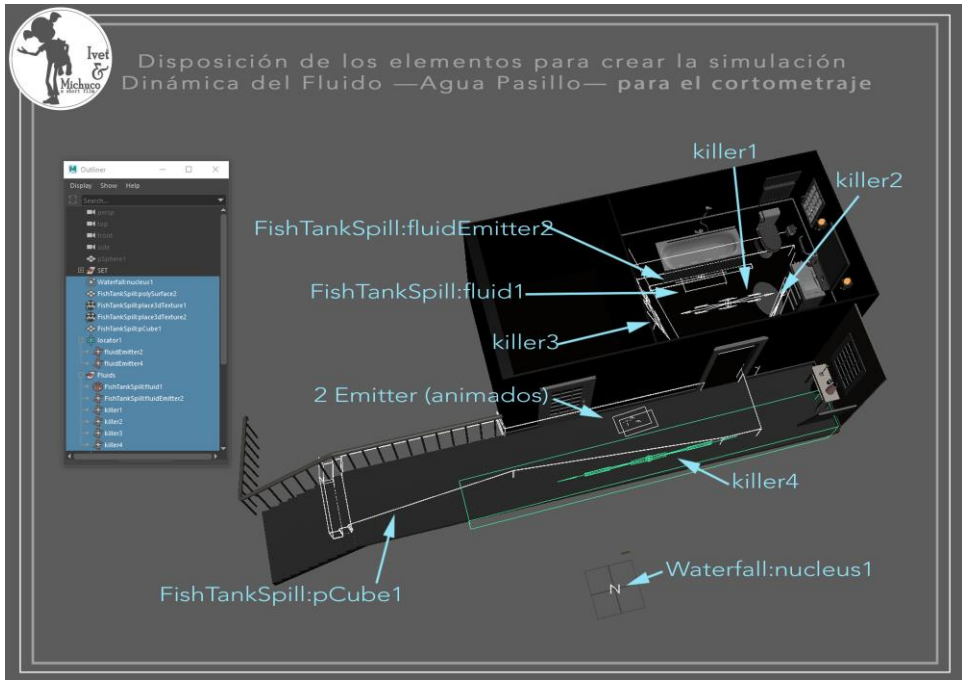 Ivet
&
Michuco
a short film
Disposición de los elementos para crear la simulación
Dinámica del Fluido —Agua Pasillo— para el cortometraje
Outliner
Display Show Help
Search...
persp
top
front
side
pSphere1
SET
Waterfall:nucleus1
FishTankSpill:polySurface2
FishTankSpill:place3dTexture1
FishTankSpill:place3dTexture2
FishTankSpill:pCube1
locator1
fluidEmitter2
fluidEmitter4
Fluids
FishTankSpill:fluid1
FishTankSpill:fluidEmitter2
killer1
killer2
killer3
killer4
killer1
killer2
FishTankSpill:fluidEmitter2
FishTankSpill:fluid1
killer3
2 Emitter (animados)
killer4
Waterfall:nucleus1
N
FishTankSpill:pCube1